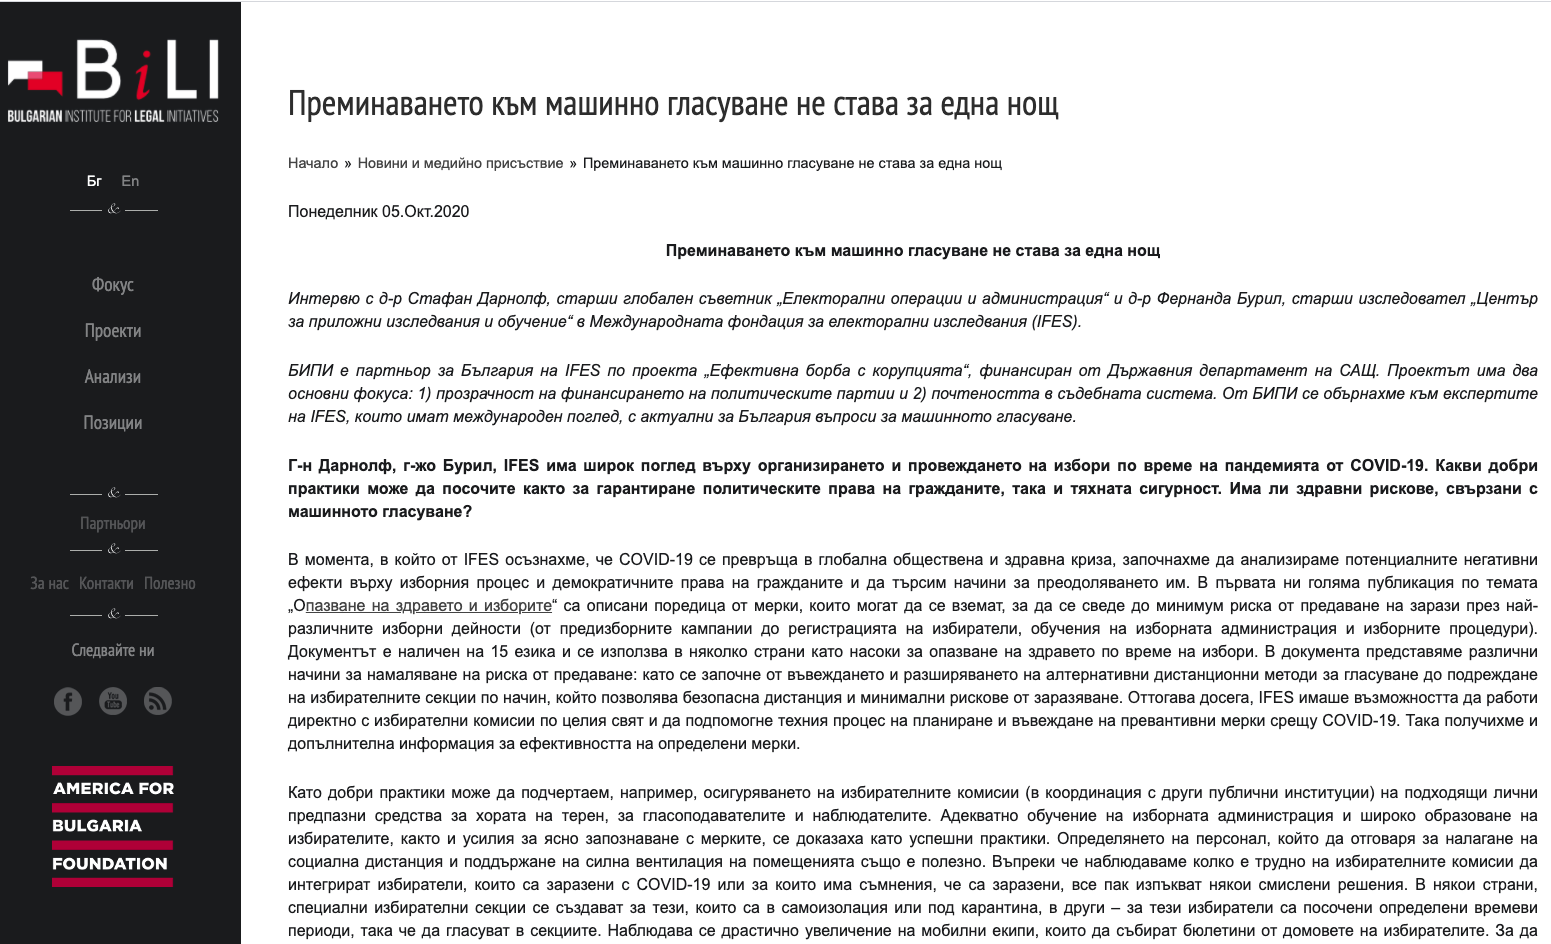 BiLI
BULGARIAN INSTITUTE FOR LEGAL INITIATIVES
Бг En
&
Фокус
Проекти
Анализи
Позиции
&
Партньори
&
За нас Контакти Полезно
&
Следвайте ни
f You Tube
AMERICA FOR
BULGARIA
FOUNDATION
Преминаването към машинно гласуване не става за една нощ
Начало » Новини и медийно присъствие » Преминаването към машинно гласуване не става за една нощ
Понеделник 05.Окт.2020
Преминаването към машинно гласуване не става за една нощ
Интервю с д-р Стафан Дарнолф, старши глобален съветник „Електорални операции и администрация“ и д-р Фернанда Бурил, старши изследовател „Център
за приложни изследвания и обучение“ в Международната фондация за електорални изследвания (IFES).
БИПИ е партньор за България на IFES по проекта „Ефективна борба с корупцията“, финансиран от Държавния департамент на САЩ. Проектът има два
основни фокуса: 1) прозрачност на финансирането на политическите партии и 2) почтеността в съдебната система. От БИПИ се обърнахме към експертите
на IFES, които имат международен поглед, с актуални за България въпроси за машинното гласуване.
Г-н Дарнолф, г-жо Бурил, IFES има широк поглед върху организирането и провеждането на избори по време на пандемията от COVID-19. Какви добри
практики може да посочите както за гарантиране политическите права на гражданите, така и тяхната сигурност. Има ли здравни рискове, свързани с
машинното гласуване?
В момента, в който от IFES осъзнахме, че COVID-19 се превръща в глобална обществена и здравна криза, започнахме да анализираме потенциалните негативни
ефекти върху изборния процес и демократичните права на гражданите и да търсим начини за преодоляването им. В първата ни голяма публикация по темата
„Опазване на здравето и изборите“ са описани поредица от мерки, които могат да се вземат, за да се сведе до минимум риска от предаване на зарази през най-
различните изборни дейности (от предизборните кампании до регистрацията на избиратели, обучения на изборната администрация и изборните процедури).
Документът е наличен на 15 езика и се използва в няколко страни като насоки за опазване на здравето по време на избори. В документа представяме различни
начини за намаляване на риска от предаване: като се започне от въвеждането и разширяването на алтернативни дистанционни методи за гласуване до подреждане
на избирателните секции по начин, който позволява безопасна дистанция и минимални рискове от заразяване. Оттогава досега, IFES имаше възможността да работи
директно с избирателни комисии по целия свят и да подпомогне техния процес на планиране и въвеждане на превантивни мерки срещу COVID-19. Така получихме и
допълнителна информация за ефективността на определени мерки.
Като добри практики може да подчертаем, например, осигуряването на избирателните комисии (в координация с други публични институции) на подходящи лични
предпазни средства за хората на терен, за гласоподавателите и наблюдателите. Адекватно обучение на изборната администрация и широко образоване на
избирателите, както и усилия за ясно запознаване с мерките, се доказаха като успешни практики. Определянето на персонал, който да отговаря за налагане на
социална дистанция и поддържане на силна вентилация на помещенията също е полезно. Въпреки че наблюдаваме колко е трудно на избирателните комисии да
интегрират избиратели, които са заразени с COVID-19 или за които има съмнения, че са заразени, все пак изпъкват някои смислени решения. В някои страни,
специални избирателни секции се създават за тези, които са в самоизолация или под карантина, в други – за тези избиратели са посочени определени времеви
периоди, така че да гласуват в секциите. Наблюдава се драстично увеличение на мобилни екипи, които да събират бюлетини от домовете на избирателите. За да